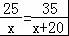 25/x = 35/(x+20)